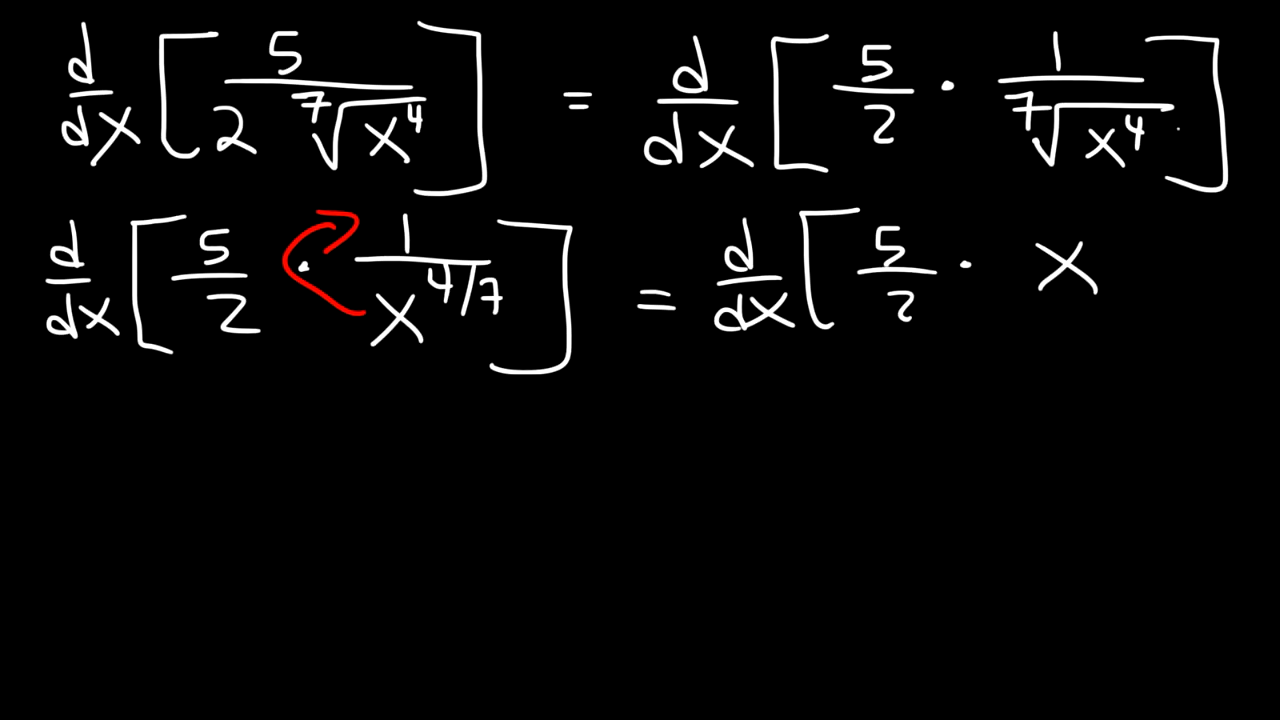 d/dx [ 5 / (2 ⁷√(x⁴)) ] = d/dx [ 5/2 · 1 / ⁷√(x⁴) ]
d/dx [ 5/2 · 1 / x^(4/7) ] = d/dx [ 5/2 · x